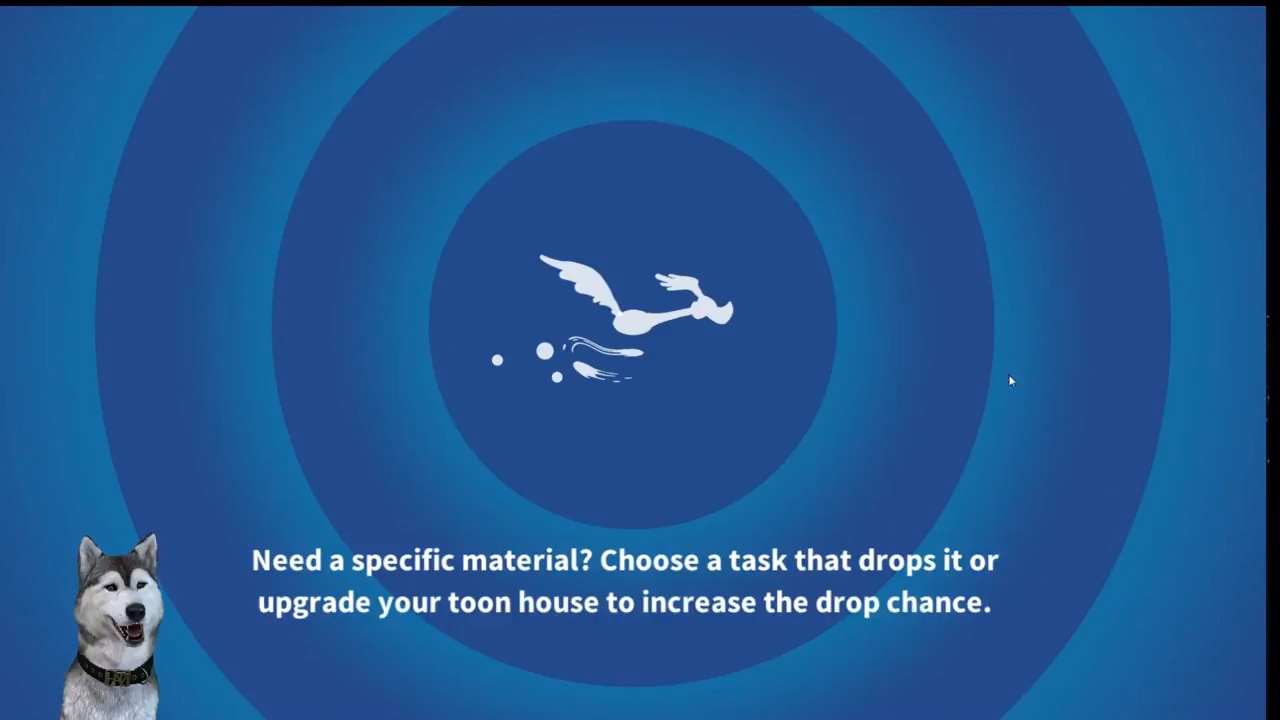 Need a specific material? Choose a task that drops it or
upgrade your toon house to increase the drop chance.